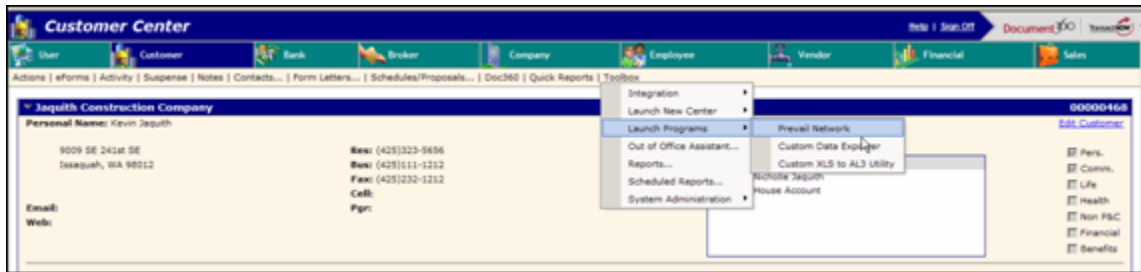 Customer Center
Help | Sign Off
Document360 TransactNOW
User Customer Bank Broker Company Employee Vendor Financial Sales
Actions | eForms | Activity | Suspense | Notes | Contacts... | Form Letters... | Schedules/Proposals... | Doc360 | Quick Reports | Toolbox
Jaquith Construction Company 00000468
Personal Name: Kevin Jaquith
Edit Customer
9009 SE 241st SE
Issaquah, WA 98012
Email:
Web:
Res: (425)323-5656
Bus: (425)111-1212
Fax: (425)232-1212
Cell:
Pgr:
Integration
Launch New Center
Launch Programs
Out of Office Assistant...
Reports...
Scheduled Reports...
System Administration
Prevail Network
Custom Data Exporter
Custom XLS to AL3 Utility
Nicholle Jaquith
House Account
Pers.
Comm.
Life
Health
Non P&C
Financial
Benefits